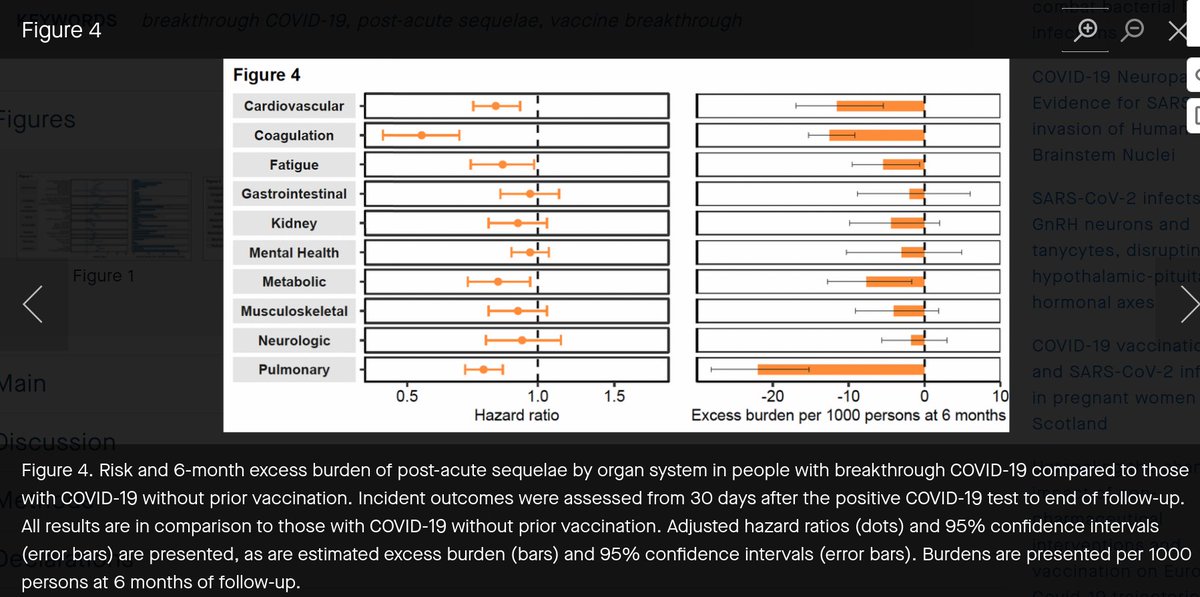 KEYWORDS breakthrough COVID-19, post-acute sequelae, vaccine breakthrough
Figure 4
combat bacterial
infections
COVID-19 Neuropa
Evidence for SARS
invasion of Human
Brainstem Nuclei
SARS-CoV-2 infects
GnRH neurons and
tanycytes, disruptin
hypothalamic-pituit
hormonal axes
COVID-19 vaccinatio
and SARS-CoV-2 inf
in pregnant women
Scotland
Figures
Figure 1
Main
Discussion
Figure 4
Cardiovascular
Coagulation
Fatigue
Gastrointestinal
Kidney
Mental Health
Metabolic
Musculoskeletal
Neurologic
Pulmonary
0.5 1.0 1.5
Hazard ratio
-20 -10 0 10
Excess burden per 1000 persons at 6 months
Figure 4. Risk and 6-month excess burden of post-acute sequelae by organ system in people with breakthrough COVID-19 compared to those
with COVID-19 without prior vaccination. Incident outcomes were assessed from 30 days after the positive COVID-19 test to end of follow-up.
All results are in comparison to those with COVID-19 without prior vaccination. Adjusted hazard ratios (dots) and 95% confidence intervals
(error bars) are presented, as are estimated excess burden (bars) and 95% confidence intervals (error bars). Burdens are presented per 1000
persons at 6 months of follow-up.
vaccination on Euro